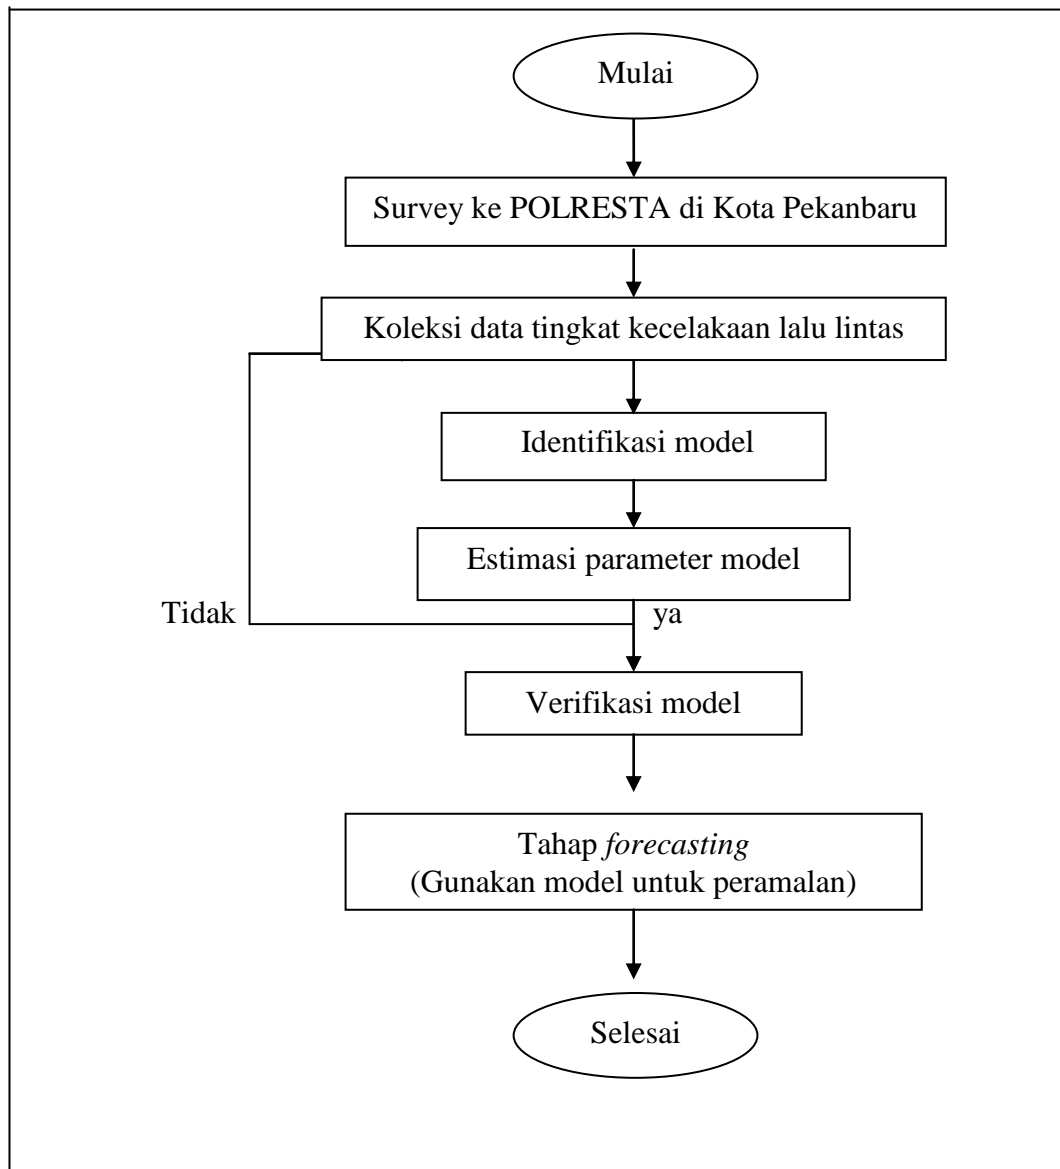 Mulai
Survey ke POLRESTA di Kota Pekanbaru
Koleksi data tingkat kecelakaan lalu lintas
Identifikasi model
Estimasi parameter model
Tidak
ya
Verifikasi model
Tahap forecasting
(Gunakan model untuk peramalan)
Selesai